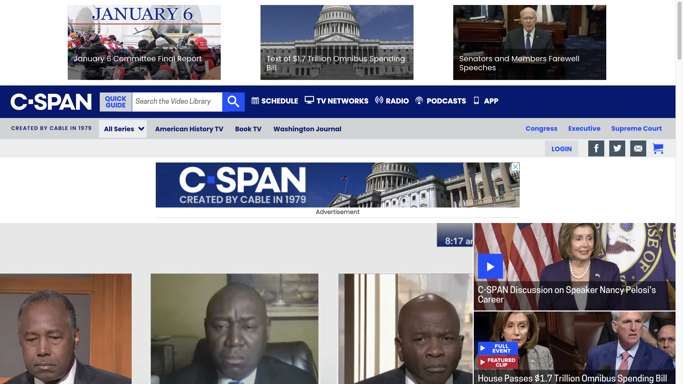 JANUARY 6
January 6 Committee Final Report
Text of $1.7 Trillion Omnibus Spending
Bill
Senators and Members Farewell
Speeches
C-SPAN
QUICK
GUIDE
Search the Video Library
SCHEDULE
TV NETWORKS
RADIO
PODCASTS
APP
CREATED BY CABLE IN 1979
All Series
American History TV
Book TV
Washington Journal
Congress
Executive
Supreme Court
LOGIN
C-SPAN
CREATED BY CABLE IN 1979
Advertisement
8:17 a
C-SPAN Discussion on Speaker Nancy Pelosi's
Career
FULL
EVENT
FEATURED
CLIP
House Passes $1.7 Trillion Omnibus Spending Bill